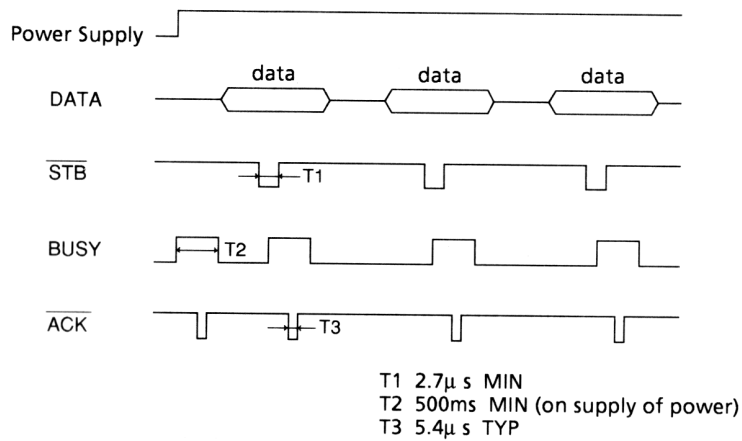 Power Supply
data data data
DATA
STB
T1
BUSY
T2
ACK
T3
T1 2.7μ s MIN
T2 500ms MIN (on supply of power)
T3 5.4μ s TYP